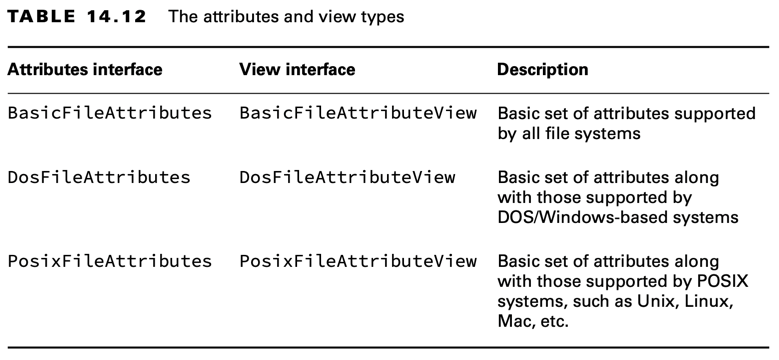 TABLE 14.12 The attributes and view types
Attributes interface View interface Description
BasicFileAttributes BasicFileAttributeView Basic set of attributes supported
by all file systems
DosFileAttributes DosFileAttributeView Basic set of attributes along
with those supported by
DOS/Windows-based systems
PosixFileAttributes PosixFileAttributeView Basic set of attributes along
with those supported by POSIX
systems, such as Unix, Linux,
Mac, etc.